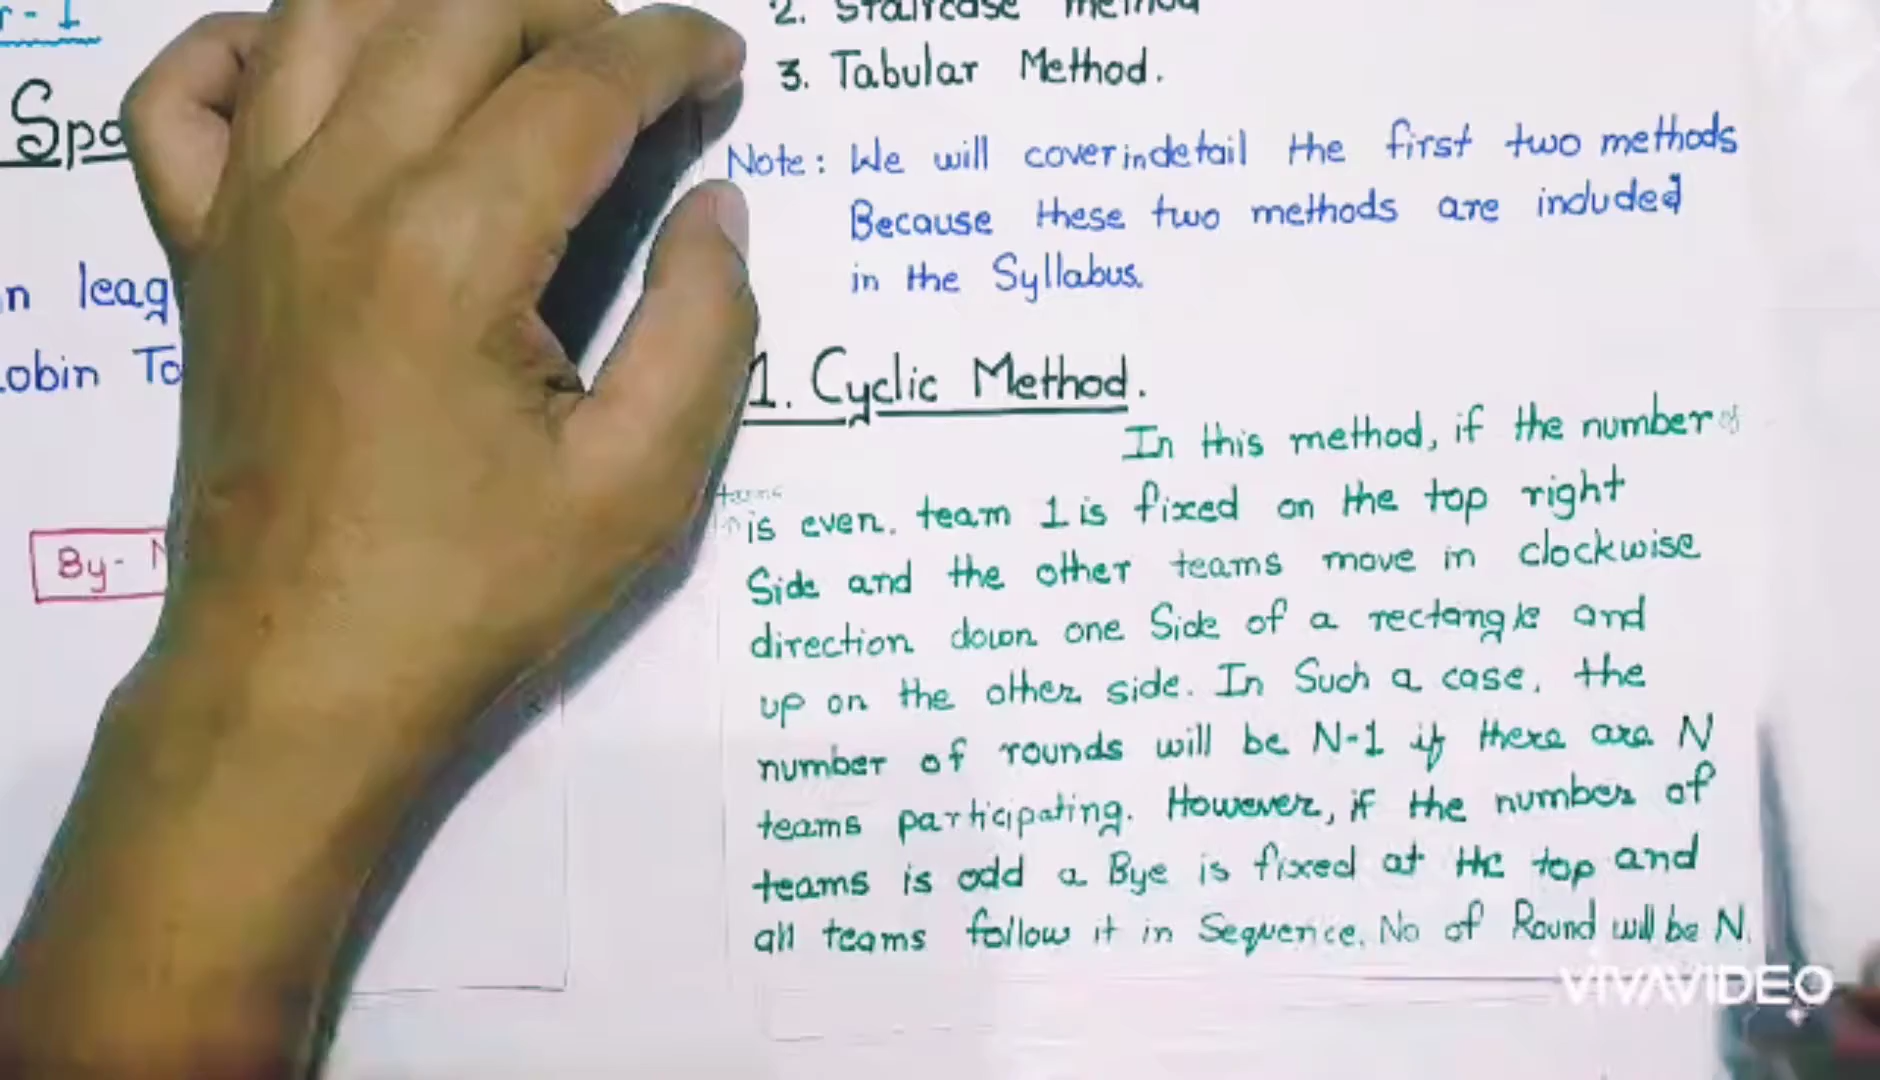 r-1
Spo
n leag
obin To
By- N
2. Staircase Method
3. Tabular Method.
Note: We will cover in detail the first two methods
Because these two methods are included
in the Syllabus.
1. Cyclic Method.
In this method, if the number of
teams
is even. team 1 is fixed on the top right
Side and the other teams move in clockwise
direction down one Side of a rectangle and
up on the other side. In Such a case, the
number of rounds will be N-1 if there are N
teams participating. However, if the number of
teams is odd a Bye is fixed at the top and
all teams follow it in Sequence. No of Round will be N.
VIVAVIDEO